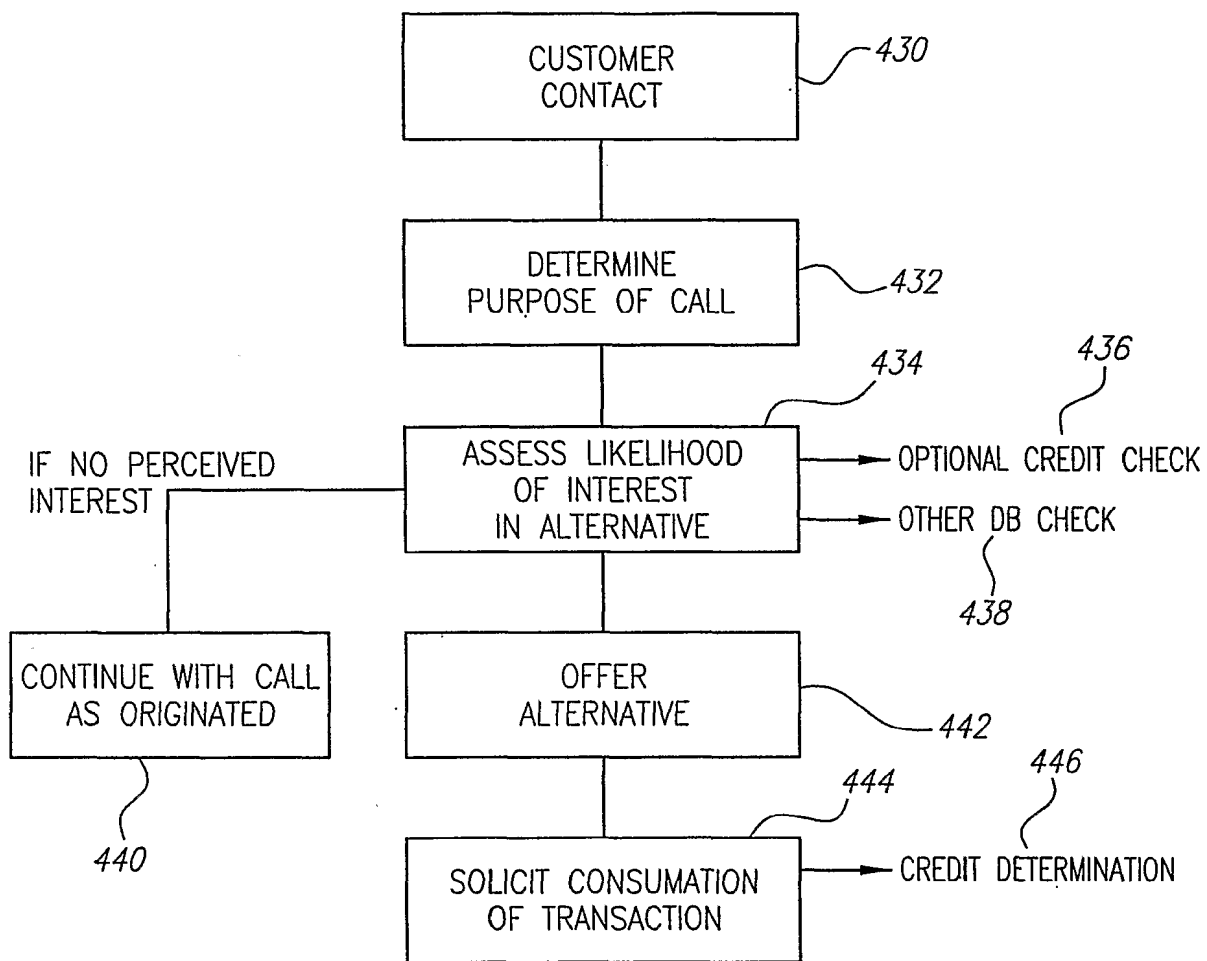 CUSTOMER
CONTACT
430
DETERMINE
PURPOSE OF CALL
432
434
436
IF NO PERCEIVED
INTEREST
ASSESS LIKELIHOOD
OF INTEREST
IN ALTERNATIVE
OPTIONAL CREDIT CHECK
OTHER DB CHECK
438
CONTINUE WITH CALL
AS ORIGINATED
440
OFFER
ALTERNATIVE
442
444
446
SOLICIT CONSUMATION
OF TRANSACTION
CREDIT DETERMINATION